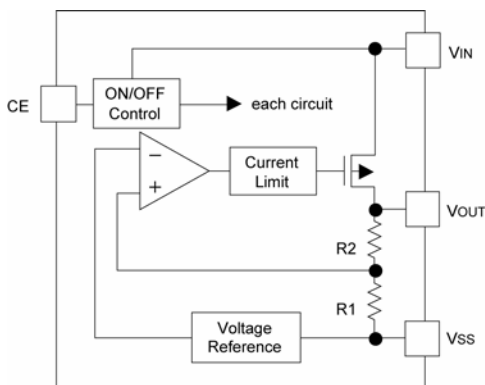 VIN
CE
ON/OFF
Control
each circuit
−
+
Current
Limit
VOUT
R2
R1
Voltage
Reference
VSS